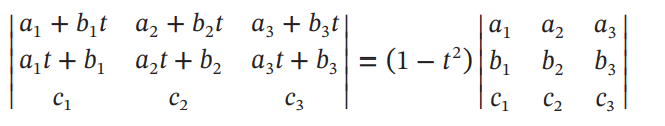 |a₁ + b₁t a₂ + b₂t a₃ + b₃t| |a₁ a₂ a₃|
|a₁t + b₁ a₂t + b₂ a₃t + b₃| = (1 − t²) |b₁ b₂ b₃|
|c₁ c₂ c₃| |c₁ c₂ c₃|